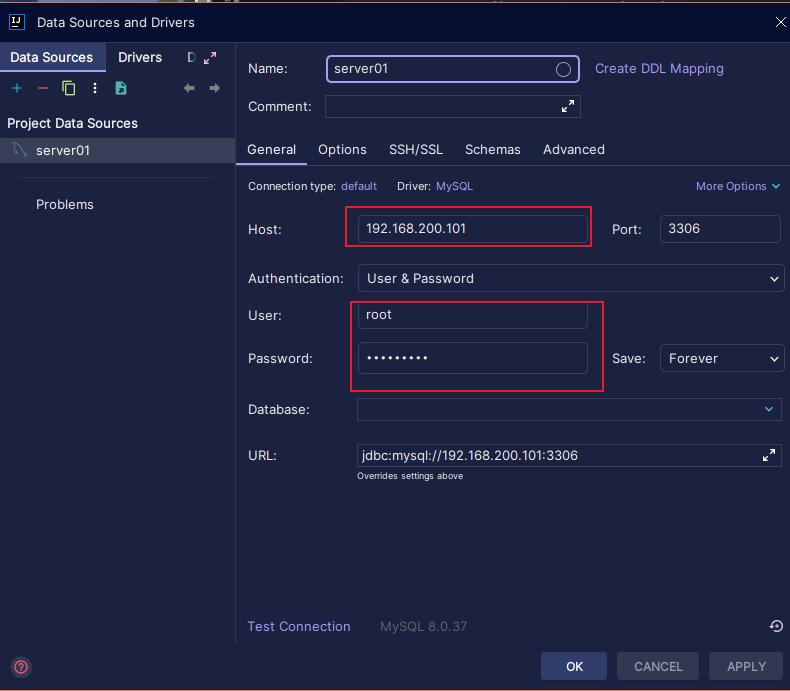 Data Sources and Drivers
Data Sources Drivers D
Project Data Sources
server01
Problems
Name: server01 Create DDL Mapping
Comment:
General Options SSH/SSL Schemas Advanced
Connection type: default Driver: MySQL More Options
Host: 192.168.200.101 Port: 3306
Authentication: User & Password
User: root
Password: ••••••••• Save: Forever
Database:
URL: jdbc:mysql://192.168.200.101:3306
Overrides settings above
Test Connection MySQL 8.0.37
OK CANCEL APPLY